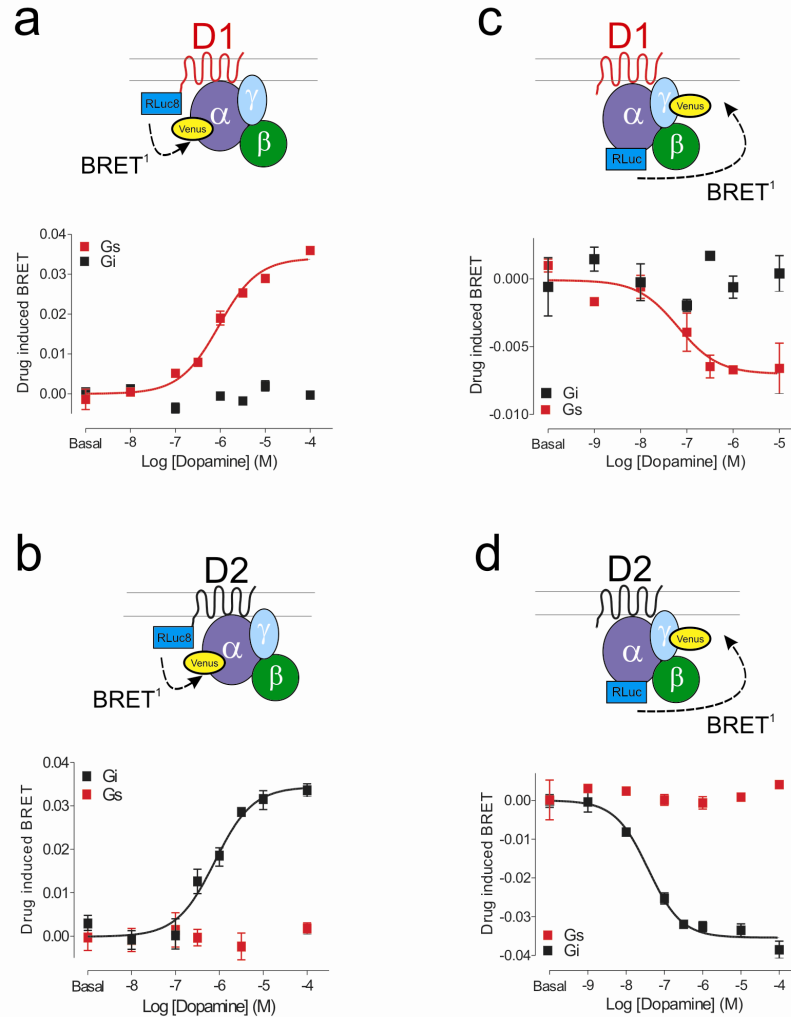 a
D1
RLuc8
Venus
α
γ
β
BRET1
0.04
0.03
0.02
0.01
0.00
Drug induced BRET
Gs
Gi
Basal -8 -7 -6 -5 -4
Log [Dopamine] (M)
c
D1
α
γ
Venus
β
RLuc
BRET1
0.000
-0.005
-0.010
Drug induced BRET
Gi
Gs
Basal -9 -8 -7 -6 -5
Log [Dopamine] (M)
b
D2
RLuc8
Venus
α
γ
β
BRET1
0.04
0.03
0.02
0.01
0.00
Drug induced BRET
Gi
Gs
Basal -8 -7 -6 -5 -4
Log [Dopamine] (M)
d
D2
α
γ
Venus
β
RLuc
BRET1
0.00
-0.01
-0.02
-0.03
-0.04
Drug induced BRET
Gs
Gi
Basal -9 -8 -7 -6 -5 -4
Log [Dopamine] (M)